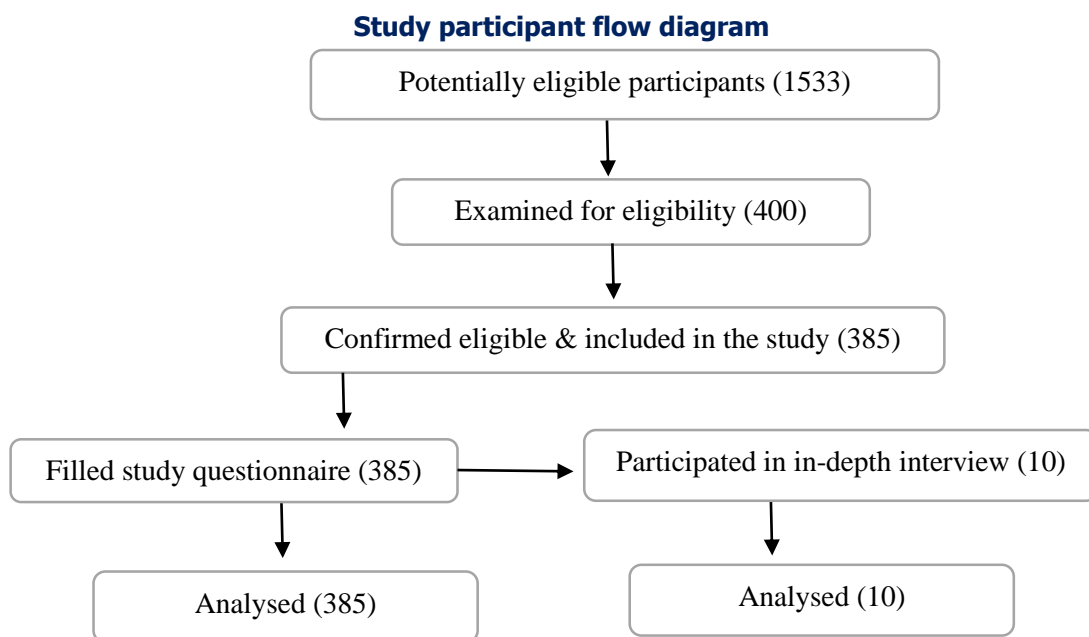 Study participant flow diagram
Potentially eligible participants (1533)
Examined for eligibility (400)
Confirmed eligible & included in the study (385)
Filled study questionnaire (385)
Participated in in-depth interview (10)
Analysed (385)
Analysed (10)